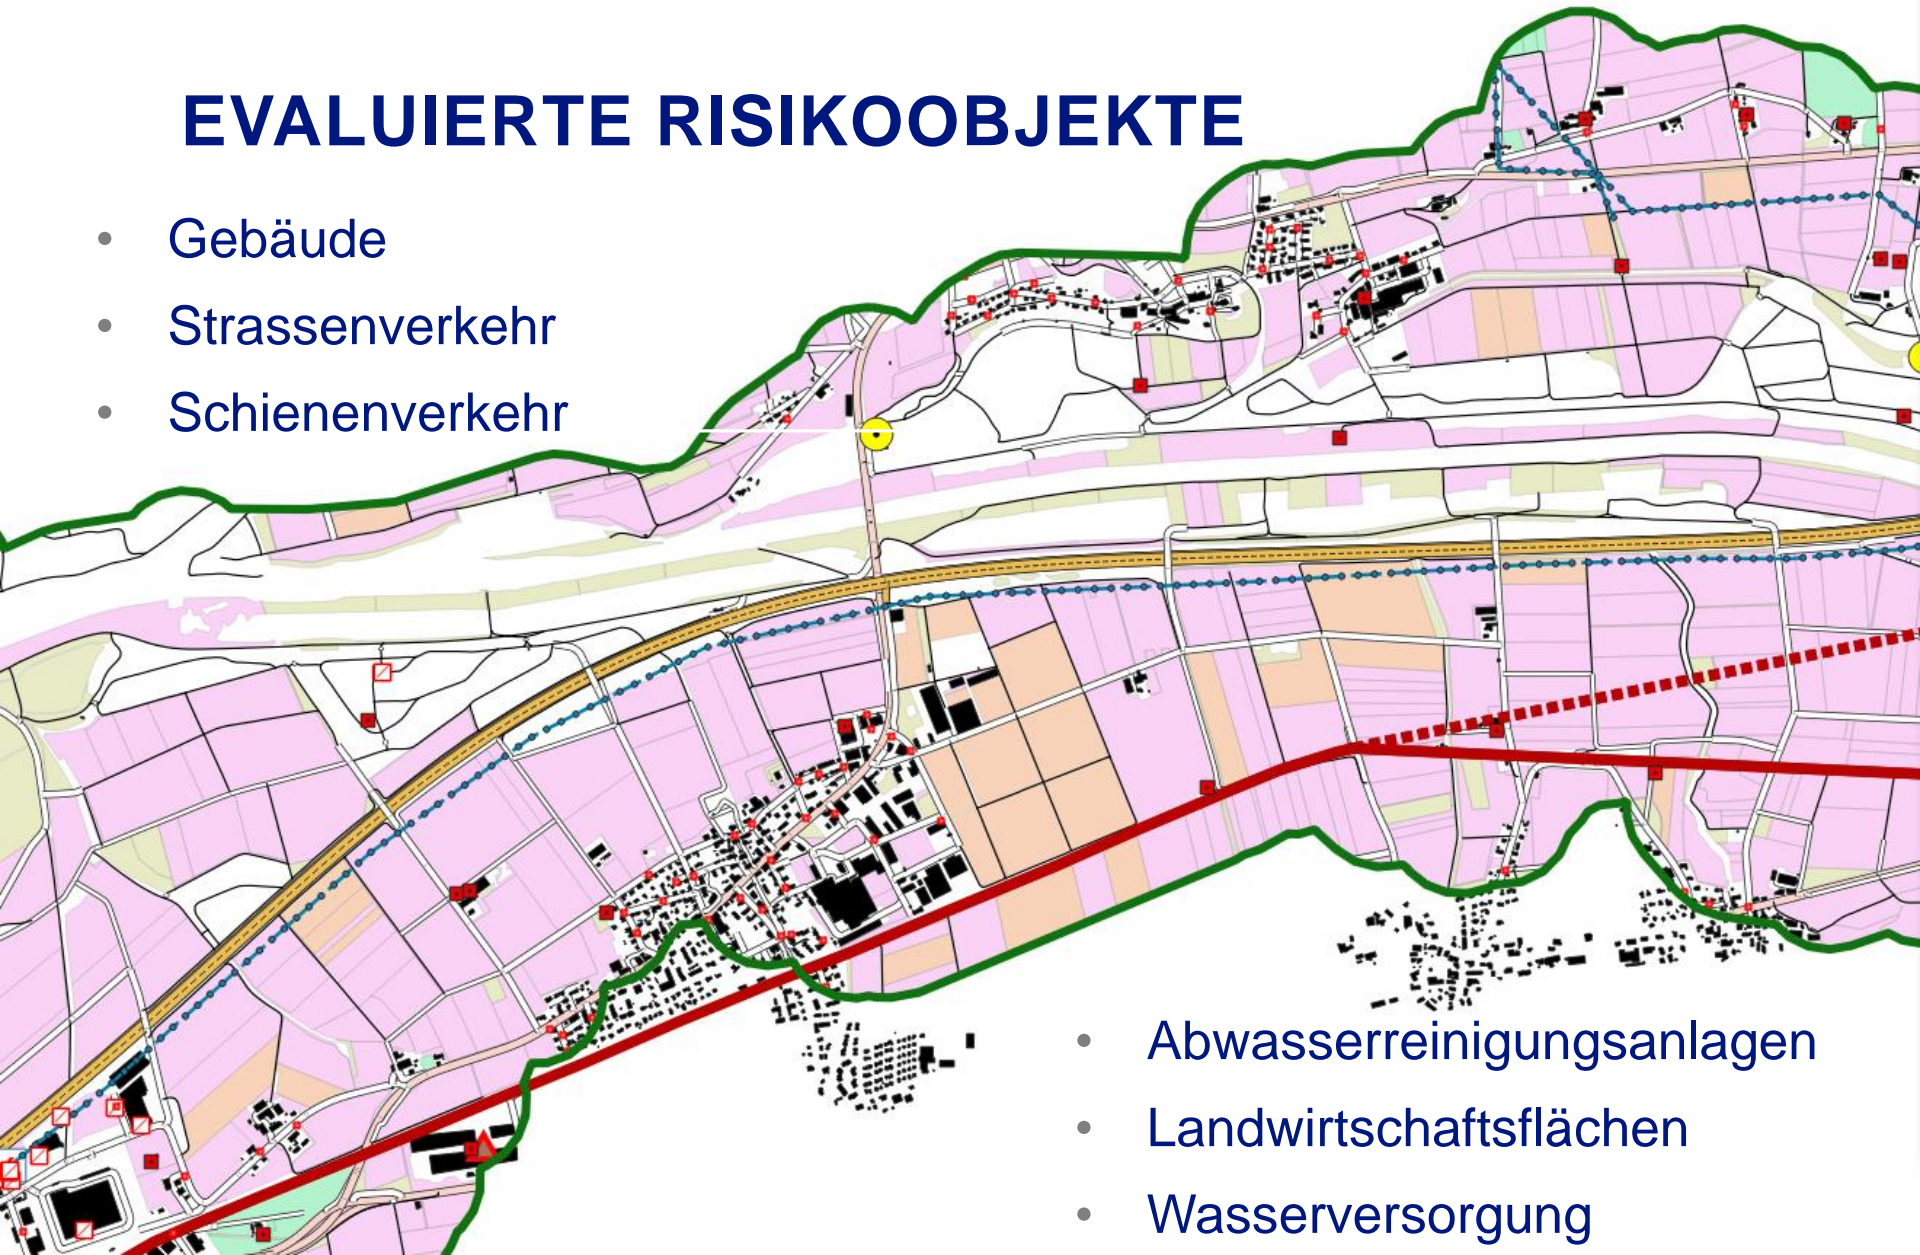 EVALUIERTE RISIKOOBJEKTE
• Gebäude
• Strassenverkehr
• Schienenverkehr
• Abwasserreinigungsanlagen
• Landwirtschaftsflächen
• Wasserversorgung